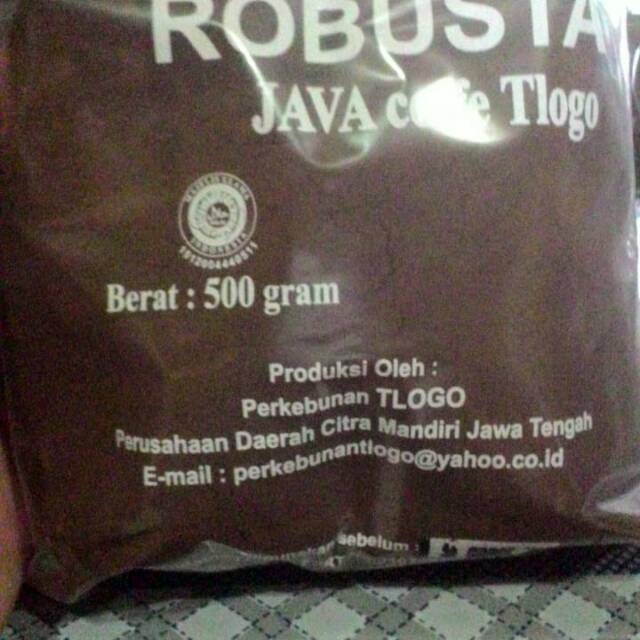 ROBUSTA
JAVA coffe Tlogo
Berat : 500 gram
Produksi Oleh :
Perkebunan TLOGO
Perusahaan Daerah Citra Mandiri Jawa Tengah
E-mail : perkebunantlogo@yahoo.co.id
sebelum :